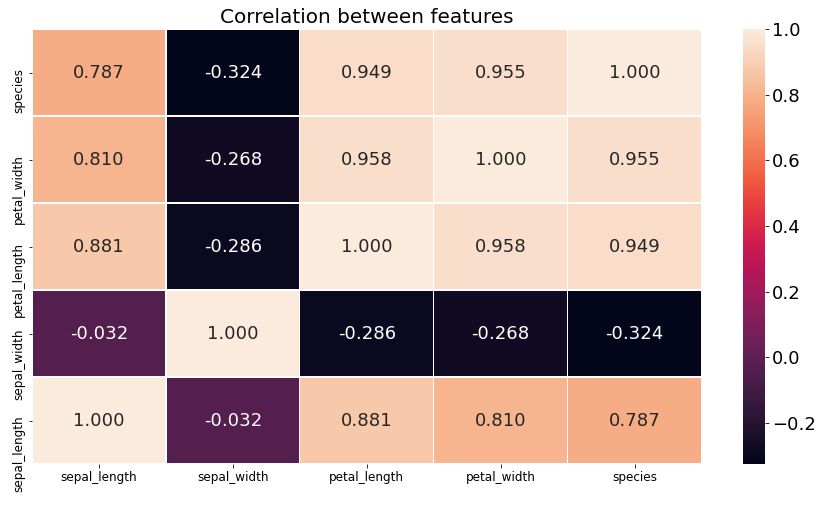 Correlation between features
species 0.787 -0.324 0.949 0.955 1.000
petal_width 0.810 -0.268 0.958 1.000 0.955
petal_length 0.881 -0.286 1.000 0.958 0.949
sepal_width -0.032 1.000 -0.286 -0.268 -0.324
sepal_length 1.000 -0.032 0.881 0.810 0.787
sepal_length sepal_width petal_length petal_width species
1.0
0.8
0.6
0.4
0.2
0.0
−0.2